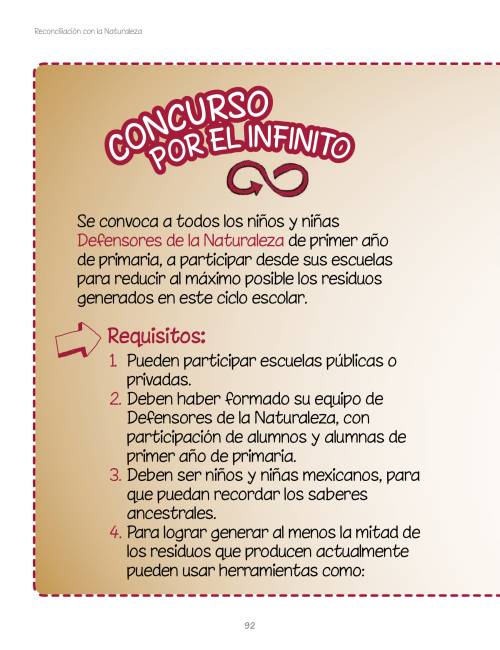 Reconciliación con la Naturaleza
CONCURSO
POR EL INFINITO
Se convoca a todos los niños y niñas
Defensores de la Naturaleza de primer año
de primaria, a participar desde sus escuelas
para reducir al máximo posible los residuos
generados en este ciclo escolar.
Requisitos:
1. Pueden participar escuelas públicas o
privadas.
2. Deben haber formado su equipo de
Defensores de la Naturaleza, con
participación de alumnos y alumnas de
primer año de primaria.
3. Deben ser niños y niñas mexicanos, para
que puedan recordar los saberes
ancestrales.
4. Para lograr generar al menos la mitad de
los residuos que producen actualmente
pueden usar herramientas como:
92